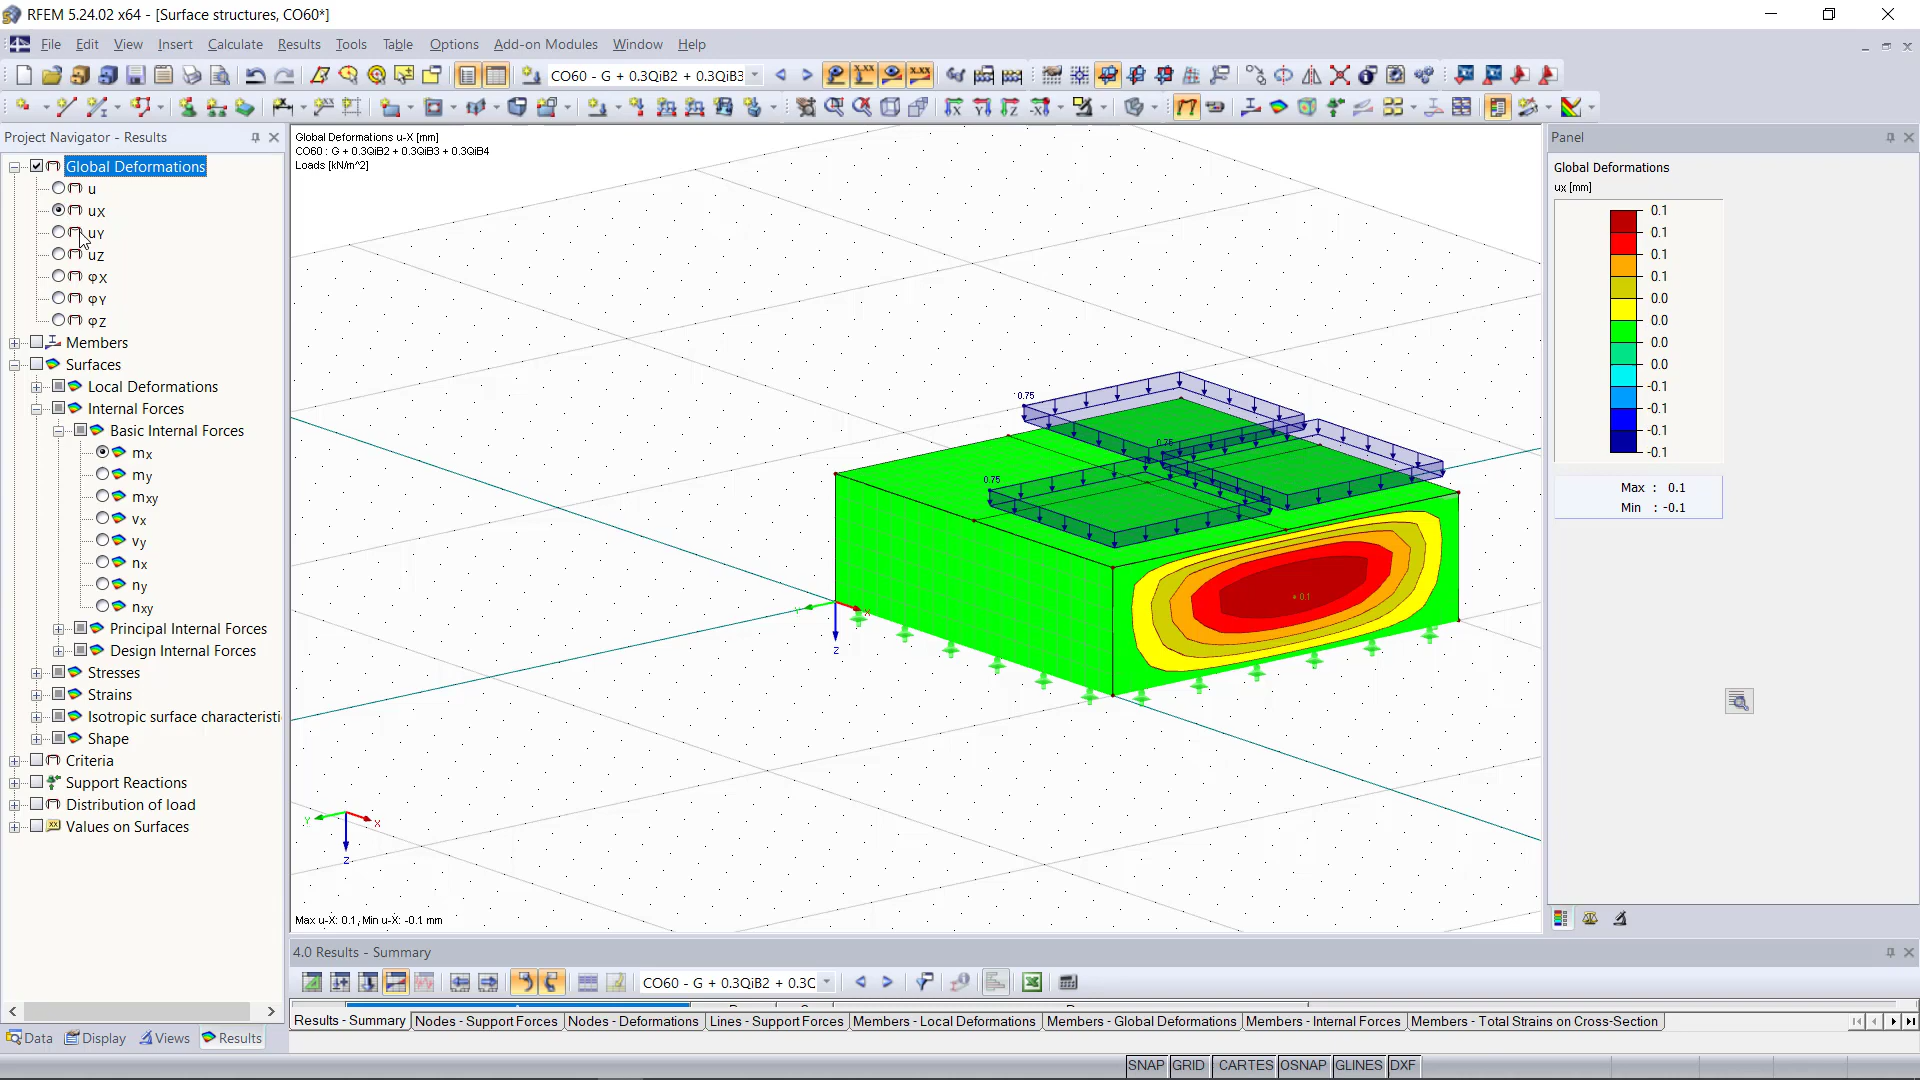 RFEM 5.24.02 x64 - [Surface structures, CO60*]
File Edit View Insert Calculate Results Tools Table Options Add-on Modules Window Help
CO60 - G + 0.3QiB2 + 0.3QiB3
Project Navigator - Results
Global Deformations
u
uX
uY
uZ
φX
φY
φZ
Members
Surfaces
Local Deformations
Internal Forces
Basic Internal Forces
mx
my
mxy
vx
vy
nx
ny
nxy
Principal Internal Forces
Design Internal Forces
Stresses
Strains
Isotropic surface characteristi
Shape
Criteria
Support Reactions
Distribution of load
Values on Surfaces
Data Display Views Results
Global Deformations u-X [mm]
CO60 : G + 0.3QiB2 + 0.3QiB3 + 0.3QiB4
Loads [kN/m^2]
0.75
0.75
0.75
0.1
Y X
Z
Y X
Z
Max u-X: 0.1, Min u-X: -0.1 mm
Panel
Global Deformations
ux [mm]
0.1
0.1
0.1
0.1
0.0
0.0
0.0
0.0
-0.1
-0.1
-0.1
-0.1
Max : 0.1
Min : -0.1
4.0 Results - Summary
CO60 - G + 0.3QiB2 + 0.3C
Results - Summary Nodes - Support Forces Nodes - Deformations Lines - Support Forces Members - Local Deformations Members - Global Deformations Members - Internal Forces Members - Total Strains on Cross-Section
SNAP GRID CARTES OSNAP GLINES DXF